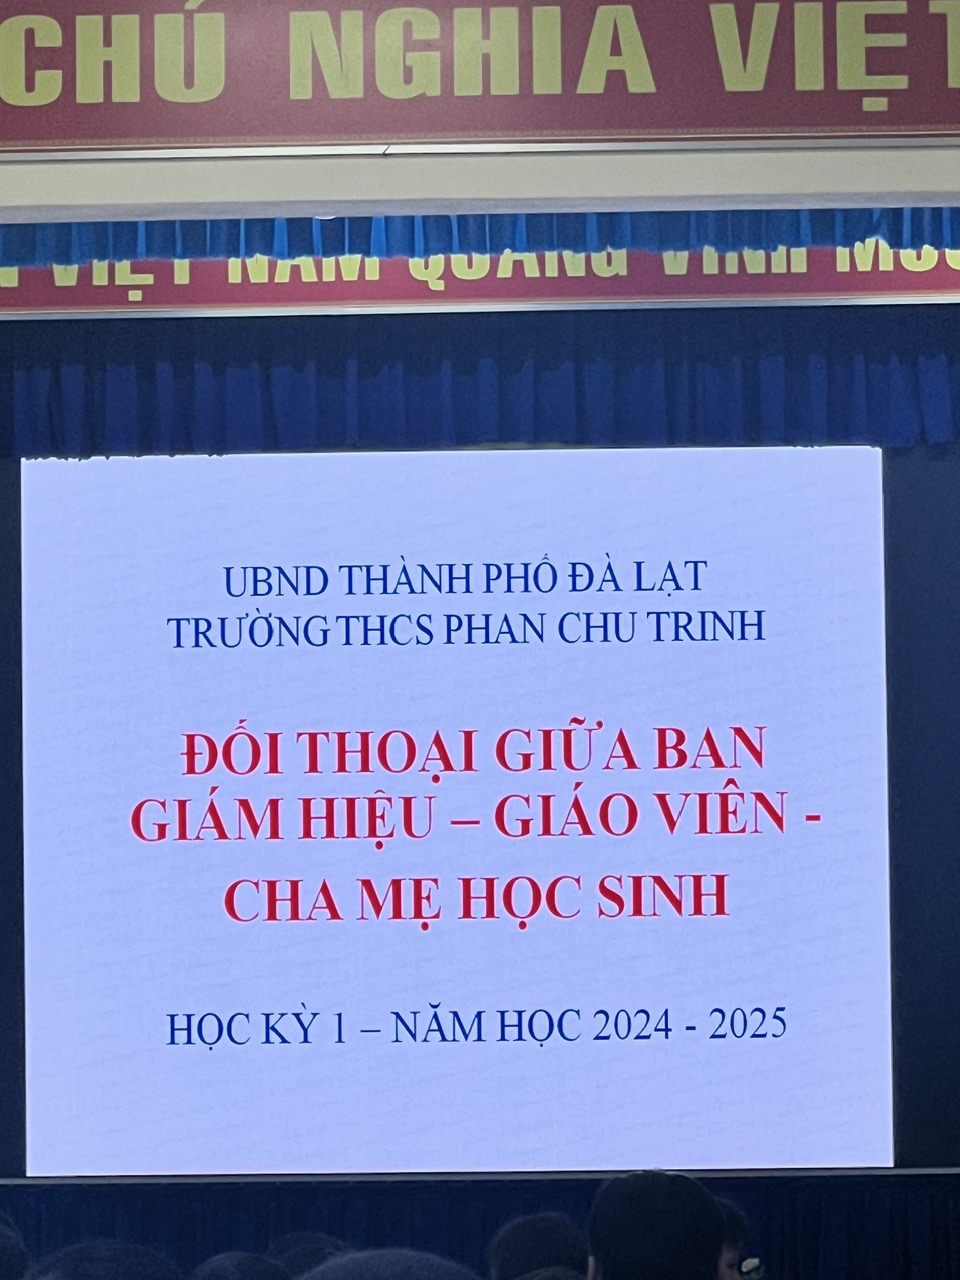 CHỦ NGHĨA VIỆT
VIỆT NAM QUANG VINH MUÔ
UBND THÀNH PHỐ ĐÀ LẠT
TRƯỜNG THCS PHAN CHU TRINH
ĐỐI THOẠI GIỮA BAN
GIÁM HIỆU – GIÁO VIÊN -
CHA MẸ HỌC SINH
HỌC KỲ 1 – NĂM HỌC 2024 - 2025